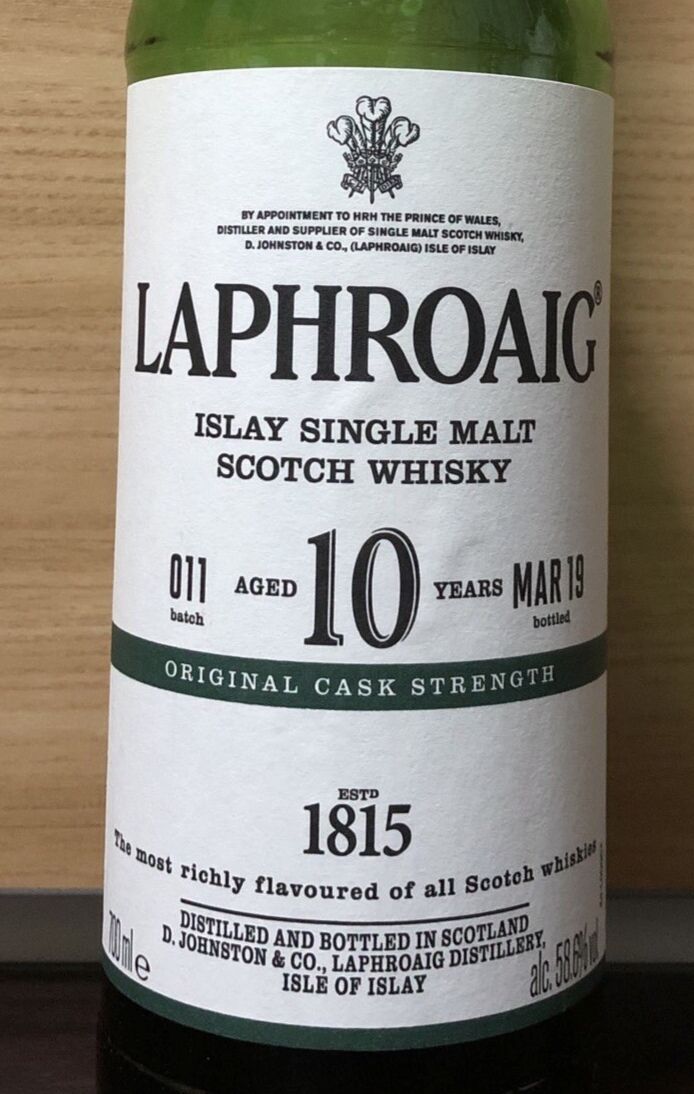 BY APPOINTMENT TO HRH THE PRINCE OF WALES,
DISTILLER AND SUPPLIER OF SINGLE MALT SCOTCH WHISKY,
D. JOHNSTON & CO., (LAPHROAIG) ISLE OF ISLAY
LAPHROAIG®
ISLAY SINGLE MALT
SCOTCH WHISKY
011 AGED 10 YEARS MAR 19
batch bottled
ORIGINAL CASK STRENGTH
ESTD
1815
The most richly flavoured of all Scotch whiskies
DISTILLED AND BOTTLED IN SCOTLAND
D. JOHNSTON & CO., LAPHROAIG DISTILLERY,
ISLE OF ISLAY
700 ml e
alc. 58.6% vol